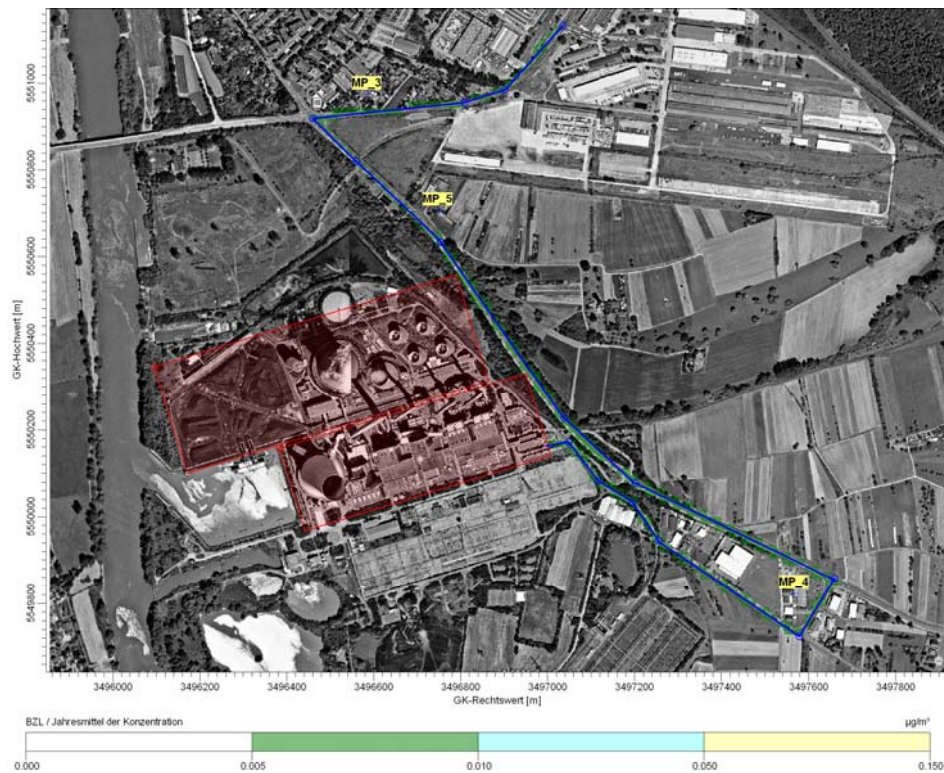 MP_3
MP_5
MP_4
GK-Hochwert [m]
5551000
5550800
5550600
5550400
5550200
5550000
5549800
3496000 3496200 3496400 3496600 3496800 3497000 3497200 3497400 3497600 3497800
GK-Rechtswert [m]
BZL / Jahresmittel der Konzentration µg/m³
0.000 0.005 0.010 0.050 0.150